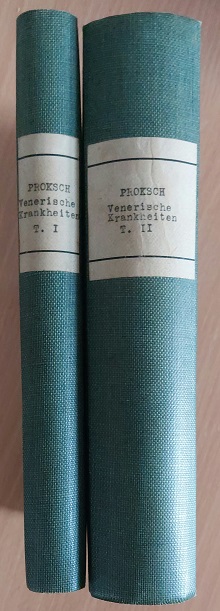 PROKSCH
Venerische
Krankheiten
T. I
PROKSCH
Venerische
Krankheiten
T. II